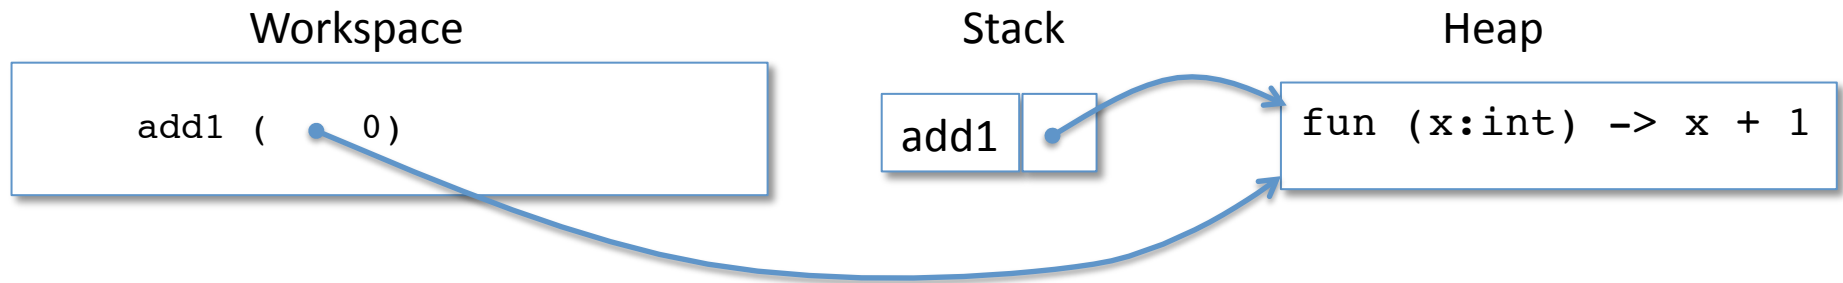 Workspace
Stack
Heap
add1 ( 0)
add1
fun (x:int) -> x + 1